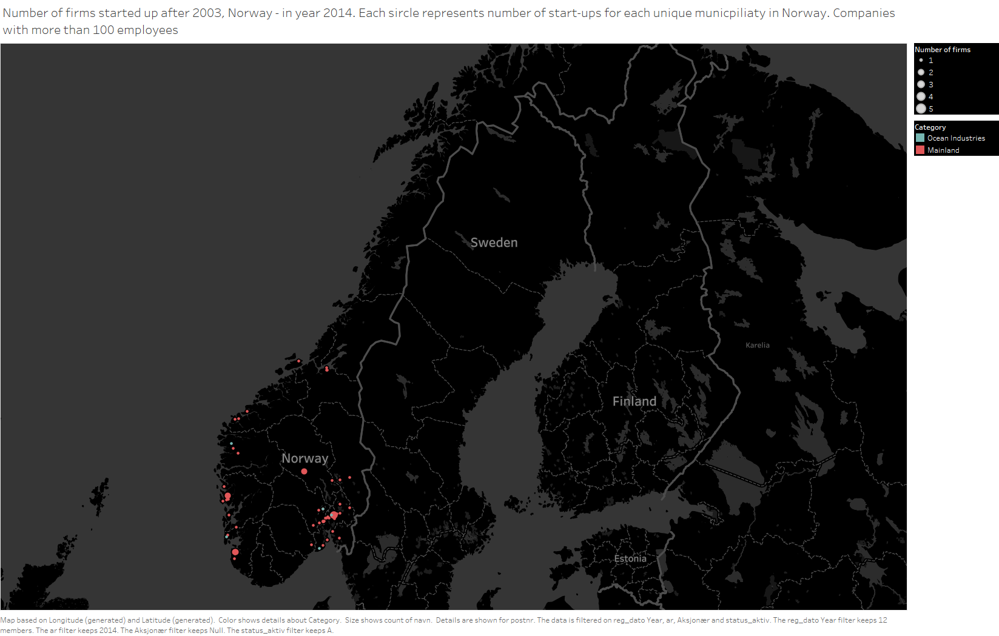 Number of firms started up after 2003, Norway - in year 2014. Each sircle represents number of start-ups for each unique municpiliaty in Norway. Companies
with more than 100 employees
Number of firms
1
2
3
4
5
Category
Ocean Industries
Mainland
Sweden
Karelia
Finland
Norway
Estonia
Map based on Longitude (generated) and Latitude (generated). Color shows details about Category. Size shows count of navn. Details are shown for postnr. The data is filtered on reg_dato Year, ar, Aksjonær and status_aktiv. The reg_dato Year filter keeps 12
members. The ar filter keeps 2014. The Aksjonær filter keeps Null. The status_aktiv filter keeps A.